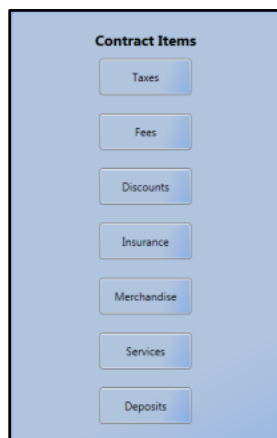 Contract Items
Taxes
Fees
Discounts
Insurance
Merchandise
Services
Deposits